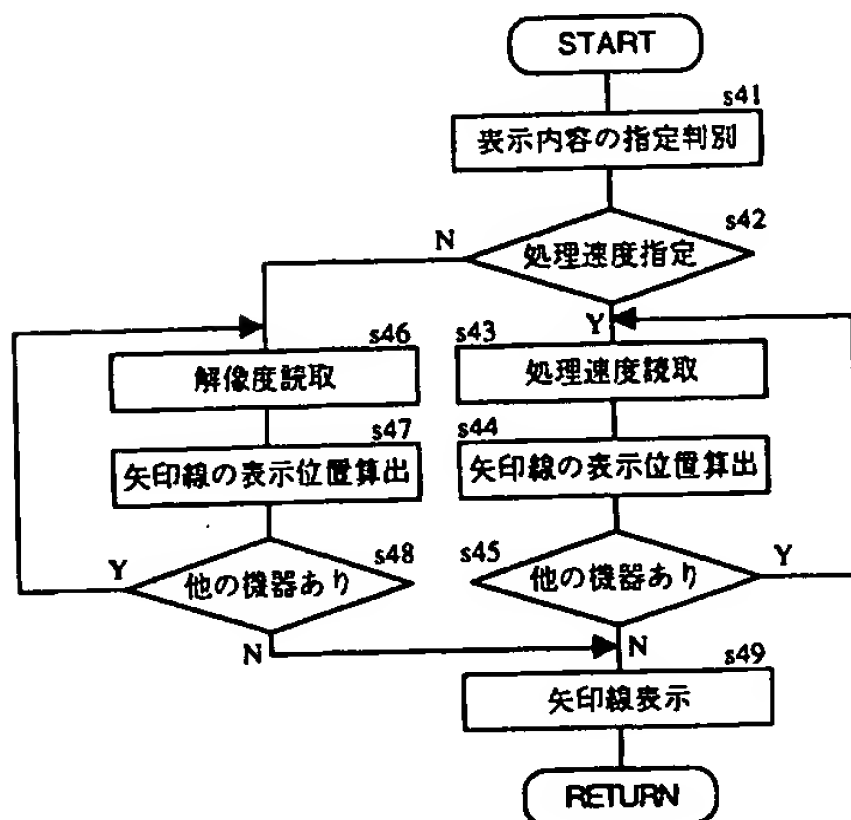 START
s41
表示内容の指定判別
s42
処理速度指定
N
Y
s46
解像度読取
s43
処理速度読取
s47
矢印線の表示位置算出
s44
矢印線の表示位置算出
s48
他の機器あり
Y
N
s45
他の機器あり
Y
N
s49
矢印線表示
RETURN